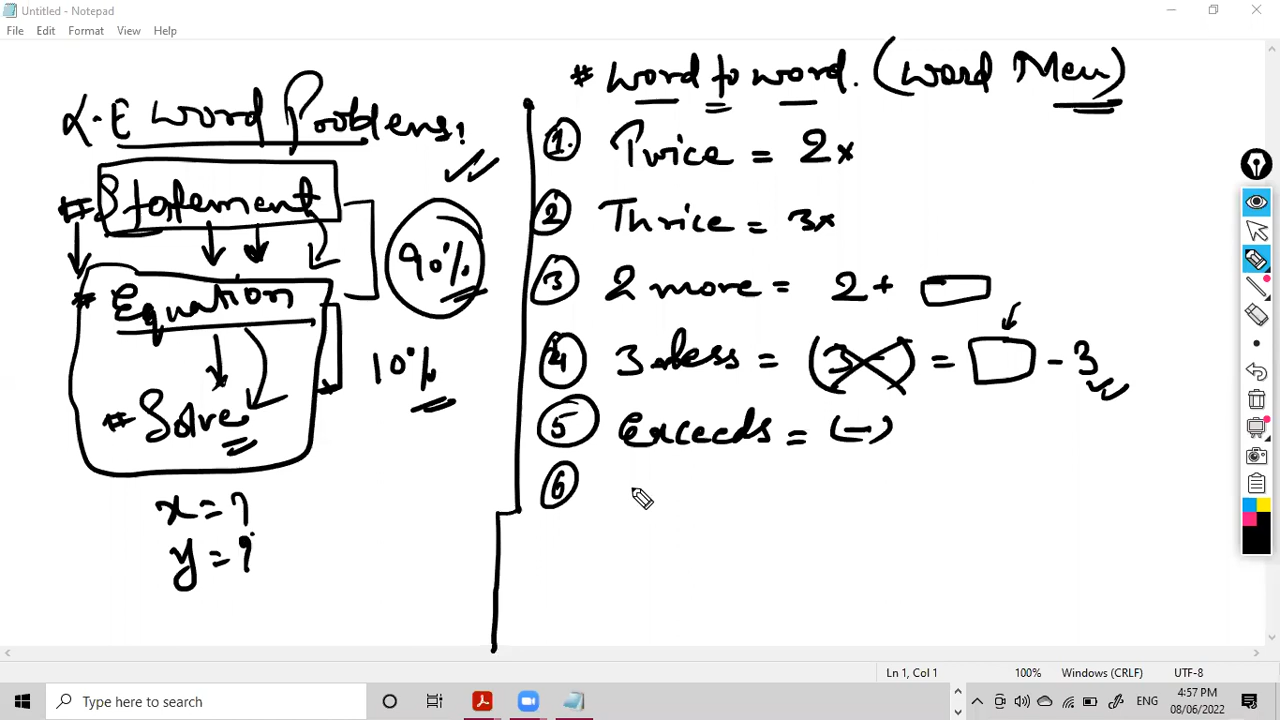 Untitled - Notepad
File Edit Format View Help
L-E Word Problems!
# Statement
90%
# Equation
10%
# Solve
x = ?
y = ?
# Word to word. (Word Men)
1. Twice = 2x
2 Thrice = 3x
3 2 more = 2 +
4 3 less = (3 - ) = - 3
5 Exceeds = (-)
6
Ln 1, Col 1 100% Windows (CRLF) UTF-8
Type here to search
ENG
4:57 PM
08/06/2022